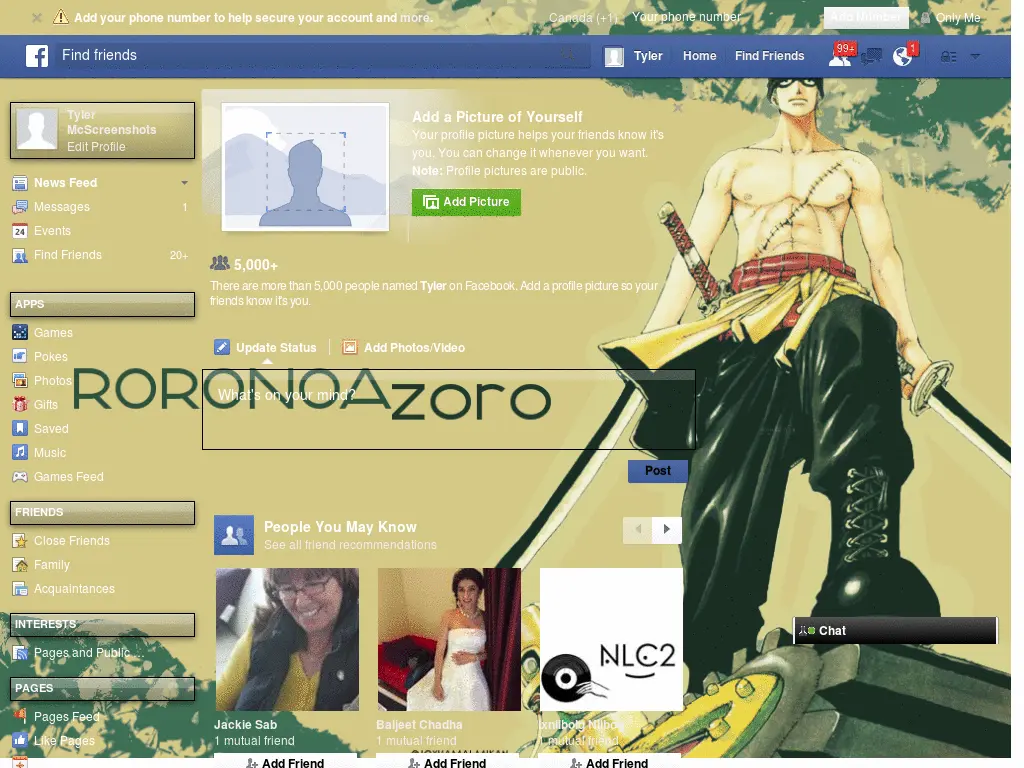 Add your phone number to help secure your account and more.
Canada (+1)
Your phone number
Add Number
Only Me
Find friends
Tyler
Home
Find Friends
99+
1
Tyler
McScreenshots
Edit Profile
News Feed
Messages 1
24 Events
Find Friends 20+
APPS
Games
Pokes
Photos
Gifts
Saved
Music
Games Feed
FRIENDS
Close Friends
Family
Acquaintances
INTERESTS
Pages and Public ...
PAGES
Pages Feed
Like Pages
Add a Picture of Yourself
Your profile picture helps your friends know it's
you. You can change it whenever you want.
Note: Profile pictures are public.
Add Picture
5,000+
There are more than 5,000 people named Tyler on Facebook. Add a profile picture so your
friends know it's you.
Update Status
Add Photos/Video
RORONOA zoro
What's on your mind?
Post
People You May Know
See all friend recommendations
NLC2
Jackie Sab
1 mutual friend
Add Friend
Baljeet Chadha
1 mutual friend
Add Friend
1 mutual friend
Add Friend
Chat